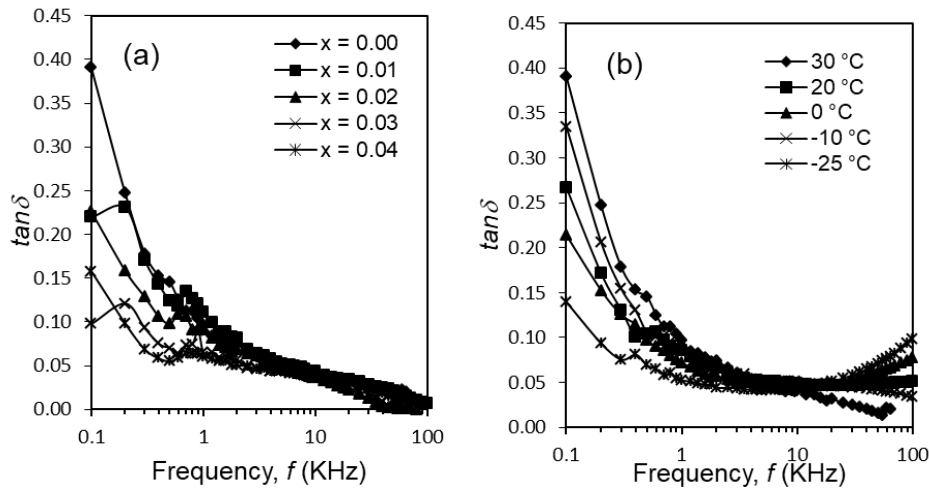 (a)
x = 0.00
x = 0.01
x = 0.02
x = 0.03
x = 0.04
0.45
0.40
0.35
0.30
0.25
0.20
0.15
0.10
0.05
0.00
tanδ
0.1 1 10 100
Frequency, f (KHz)
(b)
30 °C
20 °C
0 °C
-10 °C
-25 °C
0.45
0.40
0.35
0.30
0.25
0.20
0.15
0.10
0.05
0.00
tanδ
0.1 1 10 100
Frequency, f (KHz)